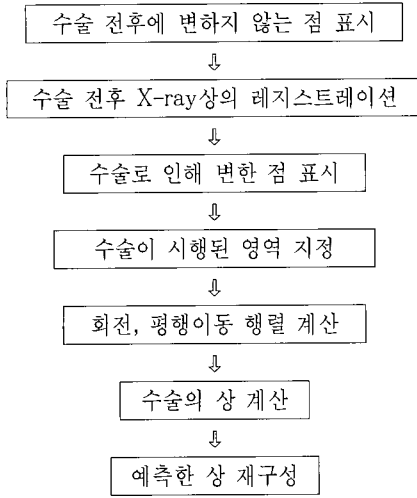 수술 전후에 변하지 않는 점 표시
⇩
수술 전후 X-ray상의 레지스트레이션
⇩
수술로 인해 변한 점 표시
⇩
수술이 시행된 영역 지정
⇩
회전, 평행이동 행렬 계산
⇩
수술의 상 계산
⇩
예측한 상 재구성